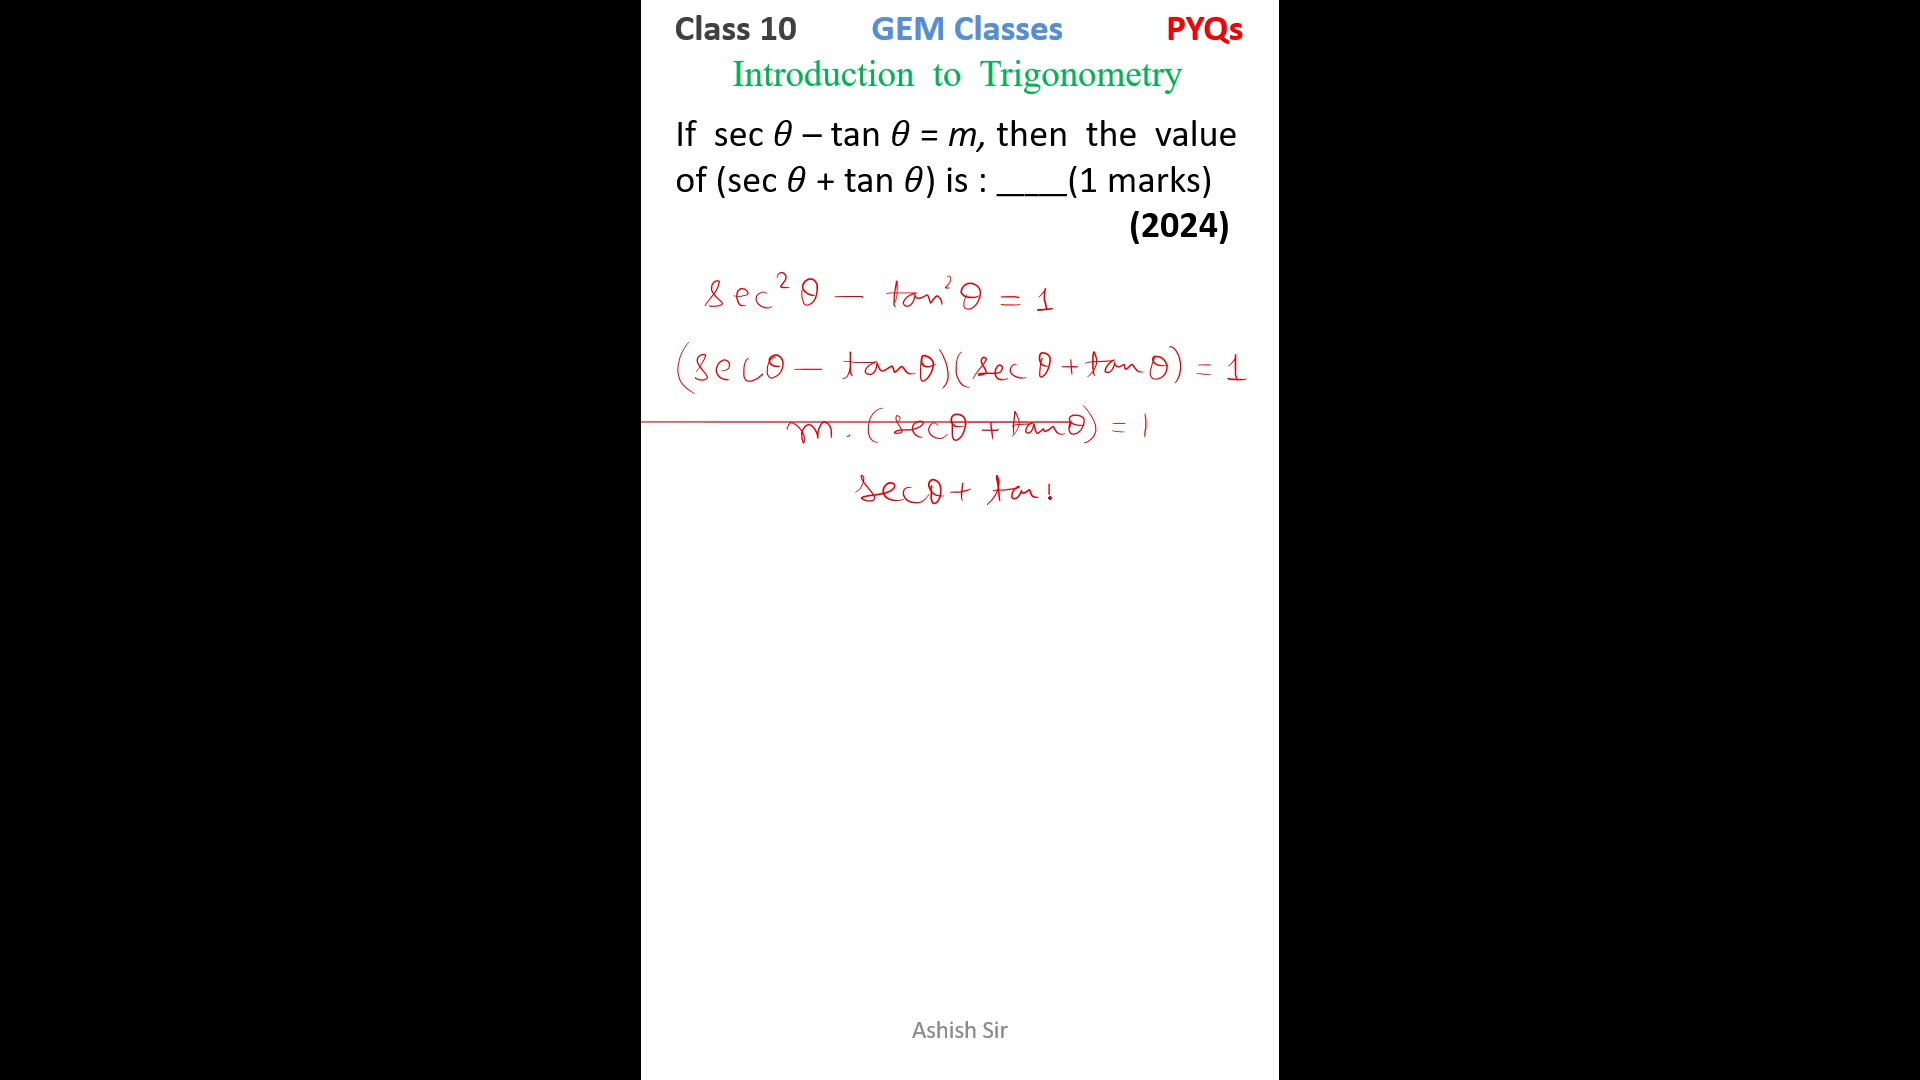 Class 10 GEM Classes PYQs
Introduction to Trigonometry
If sec θ – tan θ = m, then the value
of (sec θ + tan θ) is : ____(1 marks)
(2024)
sec²θ – tan²θ = 1
(secθ – tanθ)(secθ + tanθ) = 1
m. (secθ + tanθ) = 1
secθ + tan
Ashish Sir